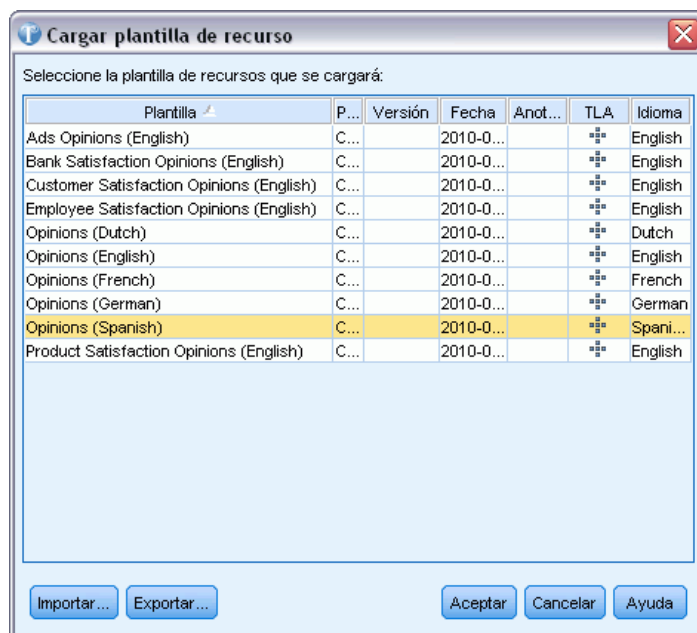 Cargar plantilla de recurso
Seleccione la plantilla de recursos que se cargará:
Plantilla P... Versión Fecha Anot... TLA Idioma
Ads Opinions (English) C... 2010-0... English
Bank Satisfaction Opinions (English) C... 2010-0... English
Customer Satisfaction Opinions (English) C... 2010-0... English
Employee Satisfaction Opinions (English) C... 2010-0... English
Opinions (Dutch) C... 2010-0... Dutch
Opinions (English) C... 2010-0... English
Opinions (French) C... 2010-0... French
Opinions (German) C... 2010-0... German
Opinions (Spanish) C... 2010-0... Spani...
Product Satisfaction Opinions (English) C... 2010-0... English
Importar... Exportar... Aceptar Cancelar Ayuda